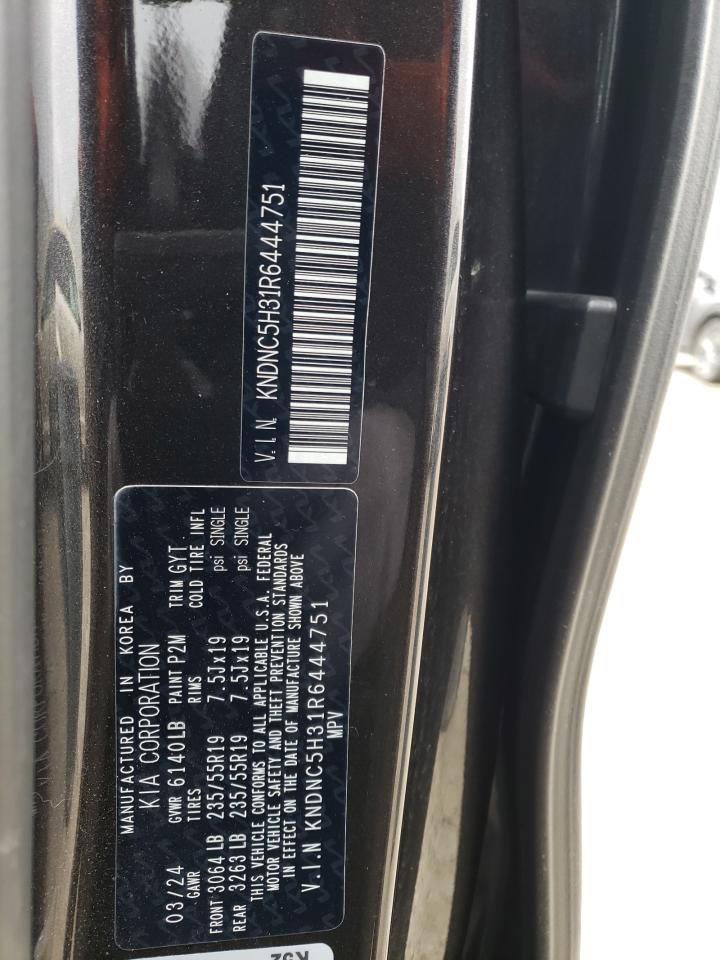 V.I.N. KNDNC5H31R6444751
MANUFACTURED IN KOREA BY
KIA CORPORATION
03/24 GVWR 6140LB PAINT P2M TRIM GYT
GAWR TIRES RIMS COLD TIRE INFL
FRONT 3064LB 235/55R19 7.5Jx19 psi SINGLE
REAR 3263LB 235/55R19 7.5Jx19 psi SINGLE
THIS VEHICLE CONFORMS TO ALL APPLICABLE U.S.A. FEDERAL
MOTOR VEHICLE SAFETY AND THEFT PREVENTION STANDARDS
IN EFFECT ON THE DATE OF MANUFACTURE SHOWN ABOVE
V.I.N KNDNC5H31R6444751
MPV